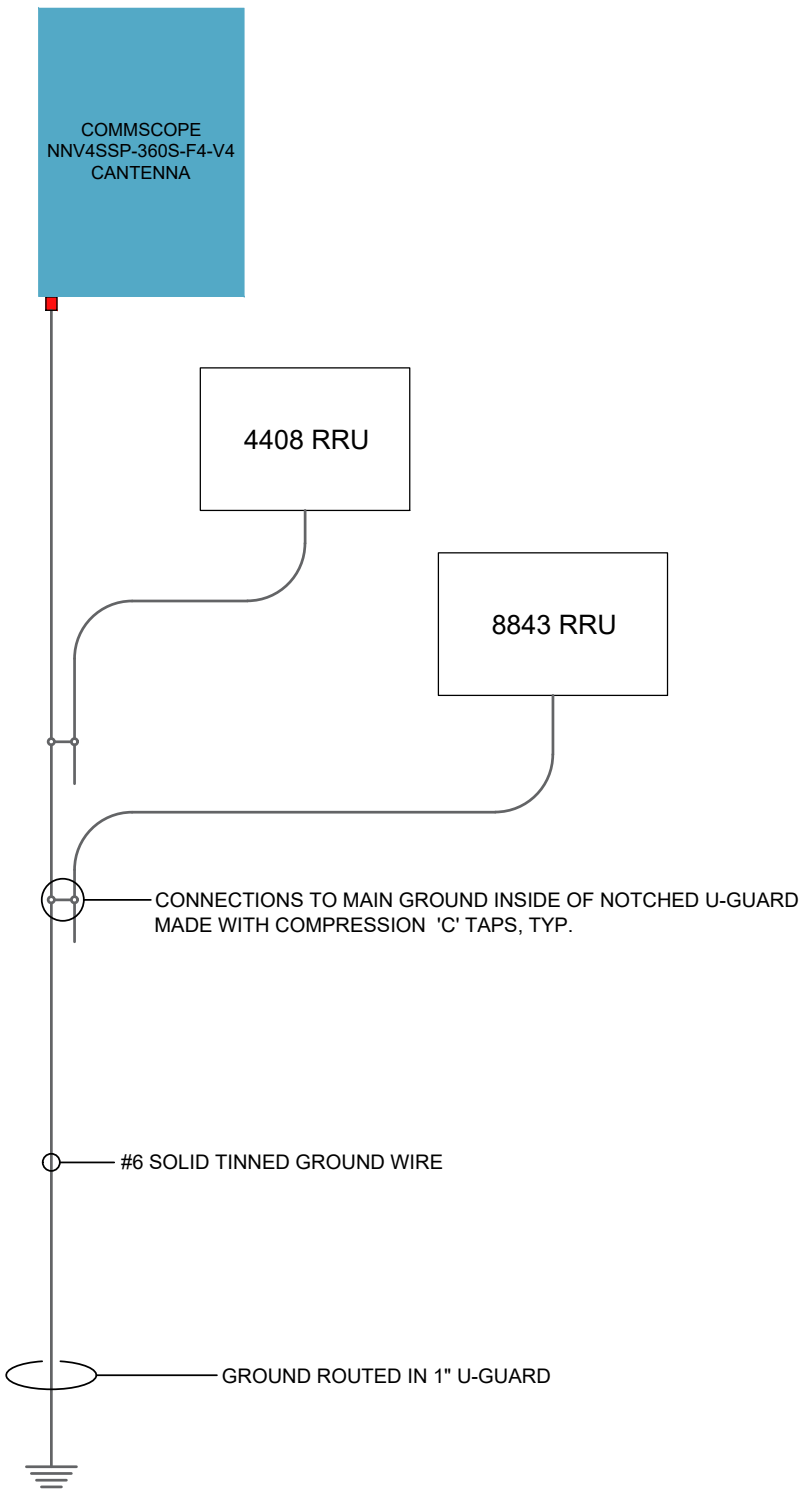 COMMSCOPE
NNV4SSP-360S-F4-V4
CANTENNA
4408 RRU
8843 RRU
CONNECTIONS TO MAIN GROUND INSIDE OF NOTCHED U-GUARD
MADE WITH COMPRESSION 'C' TAPS, TYP.
#6 SOLID TINNED GROUND WIRE
GROUND ROUTED IN 1" U-GUARD